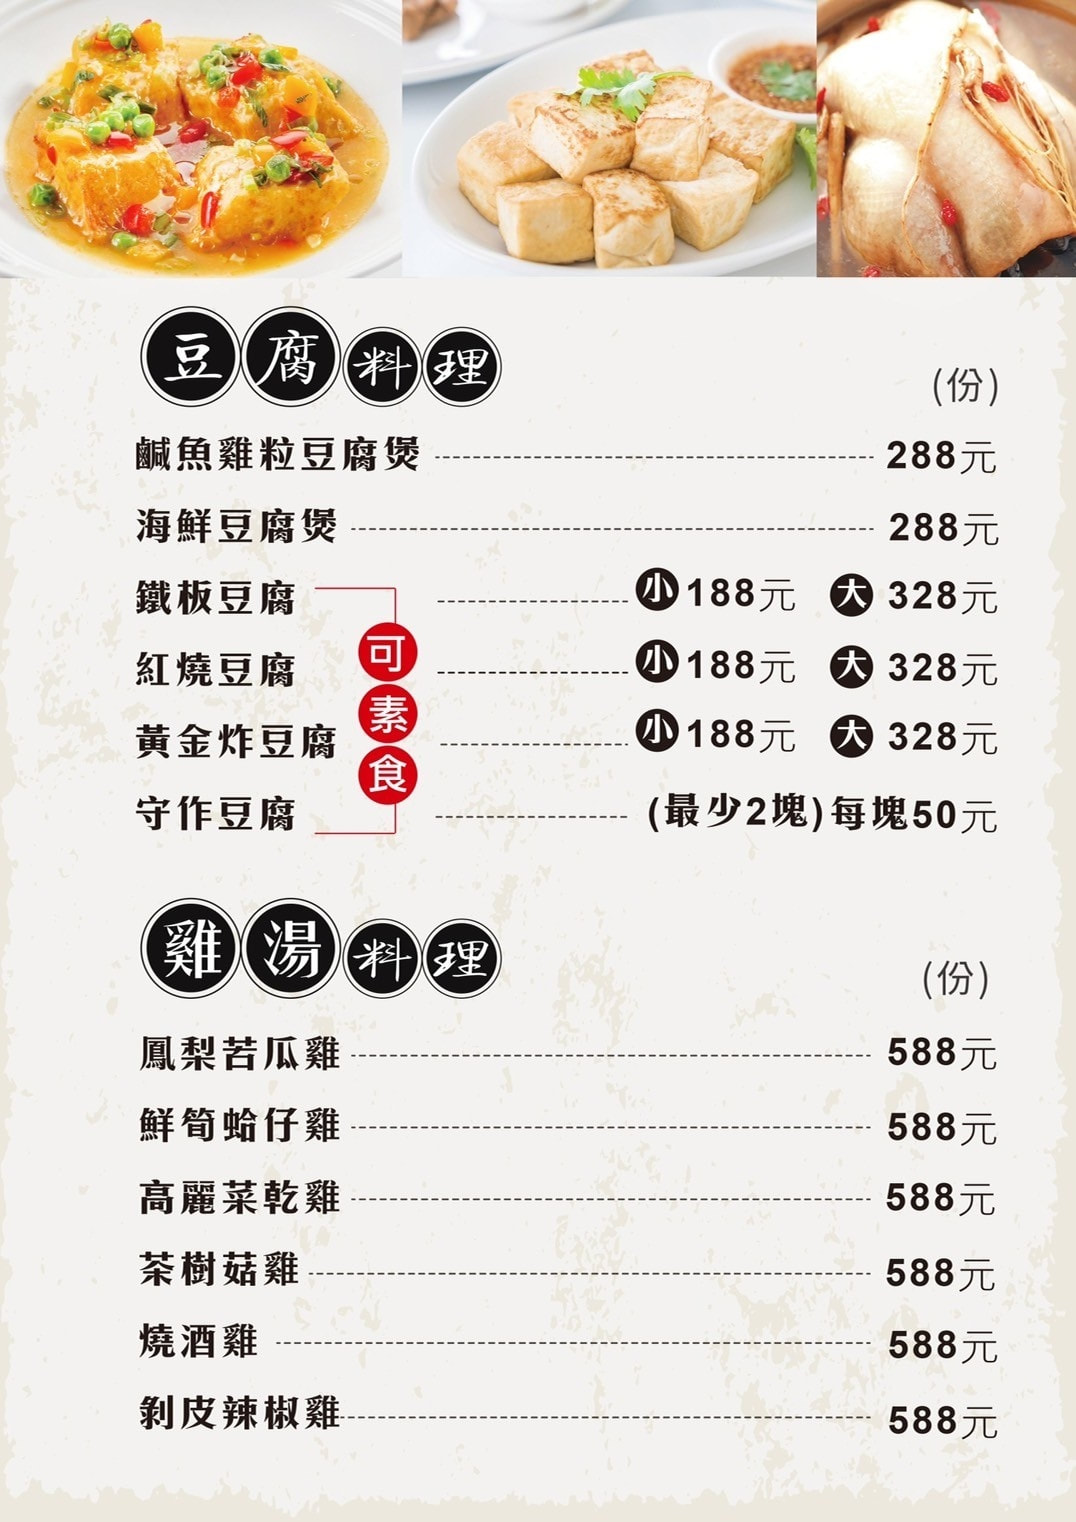 豆腐料理
(份)
鹹魚雞粒豆腐煲 288元
海鮮豆腐煲 288元
鐵板豆腐 小188元 大328元
紅燒豆腐 小188元 大328元
黃金炸豆腐 小188元 大328元
守作豆腐 (最少2塊)每塊50元
可素食
雞湯料理
(份)
鳳梨苦瓜雞 588元
鮮筍蛤仔雞 588元
高麗菜乾雞 588元
茶樹菇雞 588元
燒酒雞 588元
剝皮辣椒雞 588元